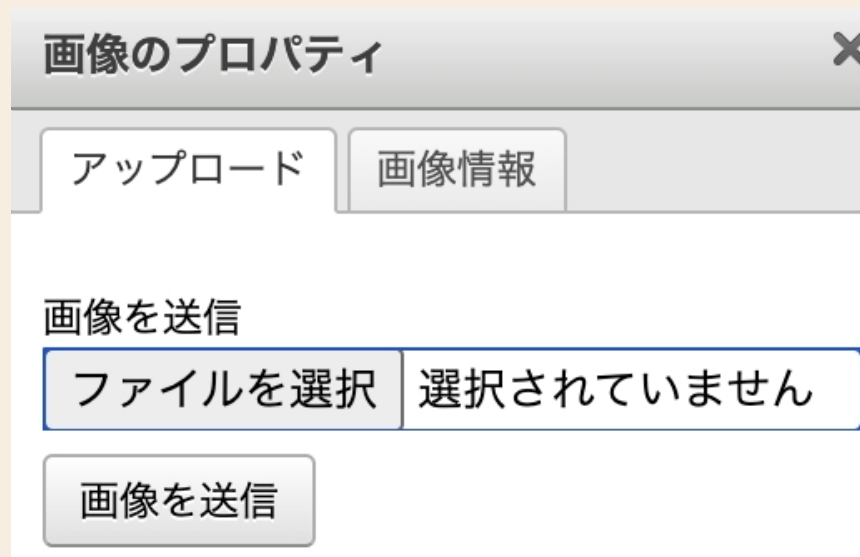 画像のプロパティ
アップロード 画像情報
画像を送信
ファイルを選択 選択されていません
画像を送信